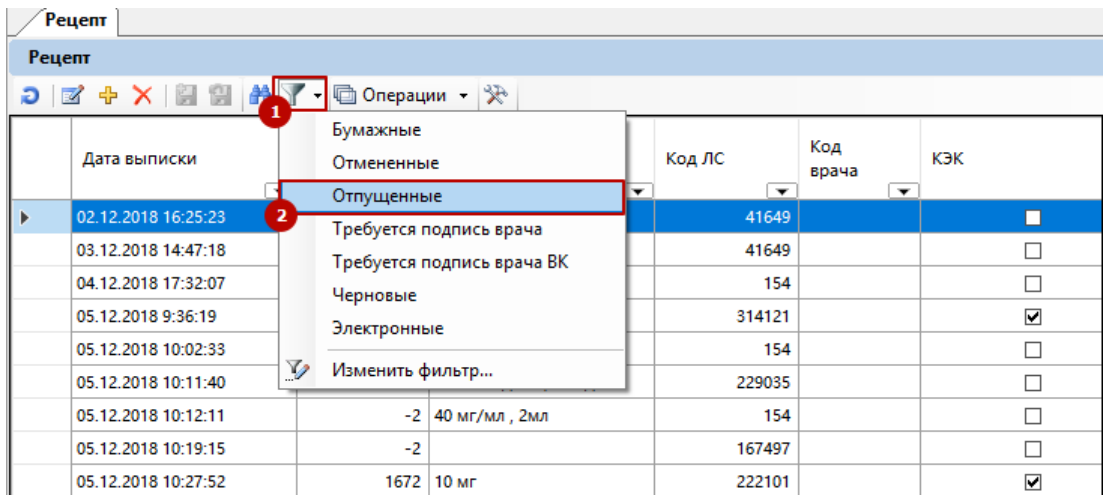 Рецепт
Рецепт
Операции
1
Бумажные
Отмененные
Отпущенные
2
Требуется подпись врача
Требуется подпись врача ВК
Черновые
Электронные
Изменить фильтр...
Дата выписки Код ЛС Код врача КЭК
02.12.2018 16:25:23 41649
03.12.2018 14:47:18 41649
04.12.2018 17:32:07 154
05.12.2018 9:36:19 314121
05.12.2018 10:02:33 154
05.12.2018 10:11:40 229035
05.12.2018 10:12:11 -2 40 мг/мл , 2мл 154
05.12.2018 10:19:15 -2 167497
05.12.2018 10:27:52 1672 10 мг 222101